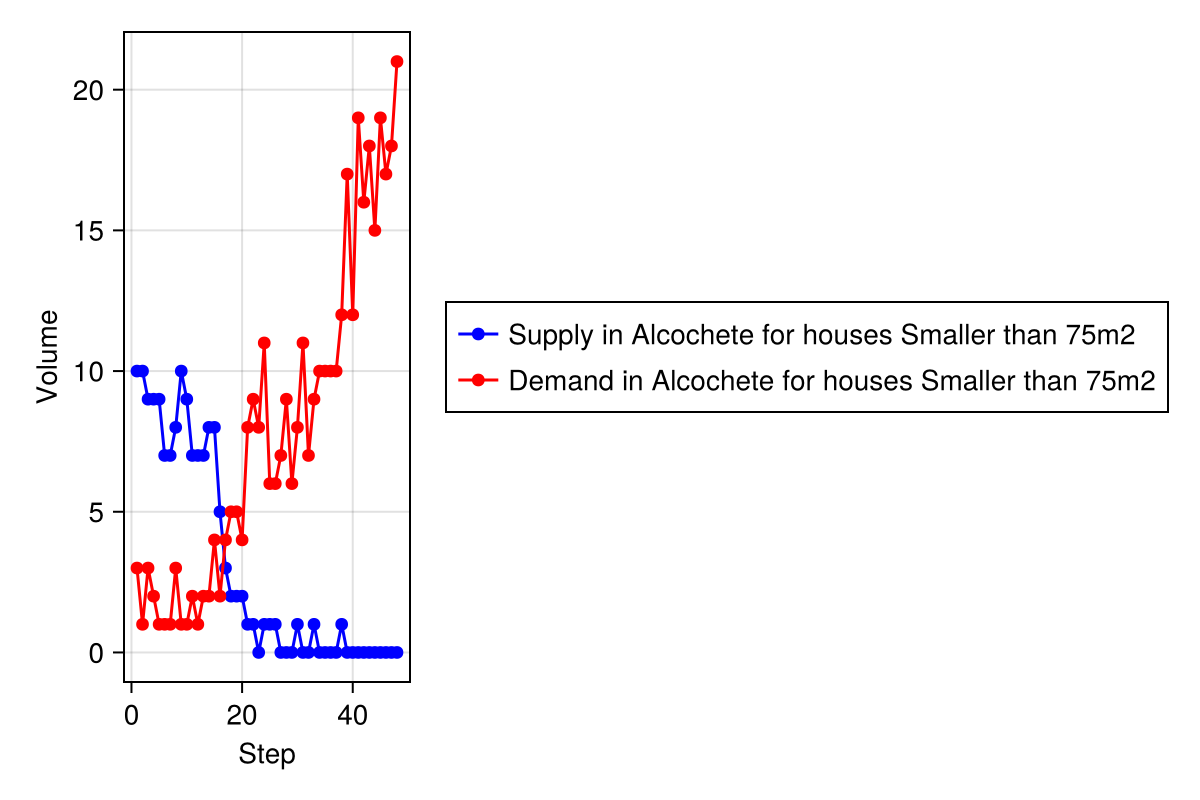 Volume
20
15
10
5
0
0 20 40
Step
Supply in Alcochete for houses Smaller than 75m2
Demand in Alcochete for houses Smaller than 75m2